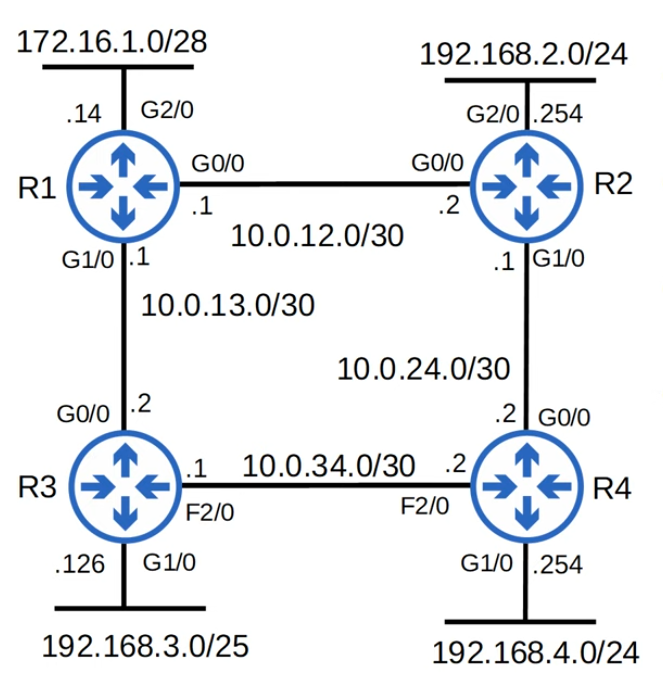 172.16.1.0/28
192.168.2.0/24
.14 G2/0
G2/0 .254
R1
G0/0
G0/0
R2
.1
.2
10.0.12.0/30
G1/0 .1
.1 G1/0
10.0.13.0/30
10.0.24.0/30
G0/0 .2
.2 G0/0
R3
.1
10.0.34.0/30
.2
R4
F2/0
F2/0
.126 G1/0
G1/0 .254
192.168.3.0/25
192.168.4.0/24